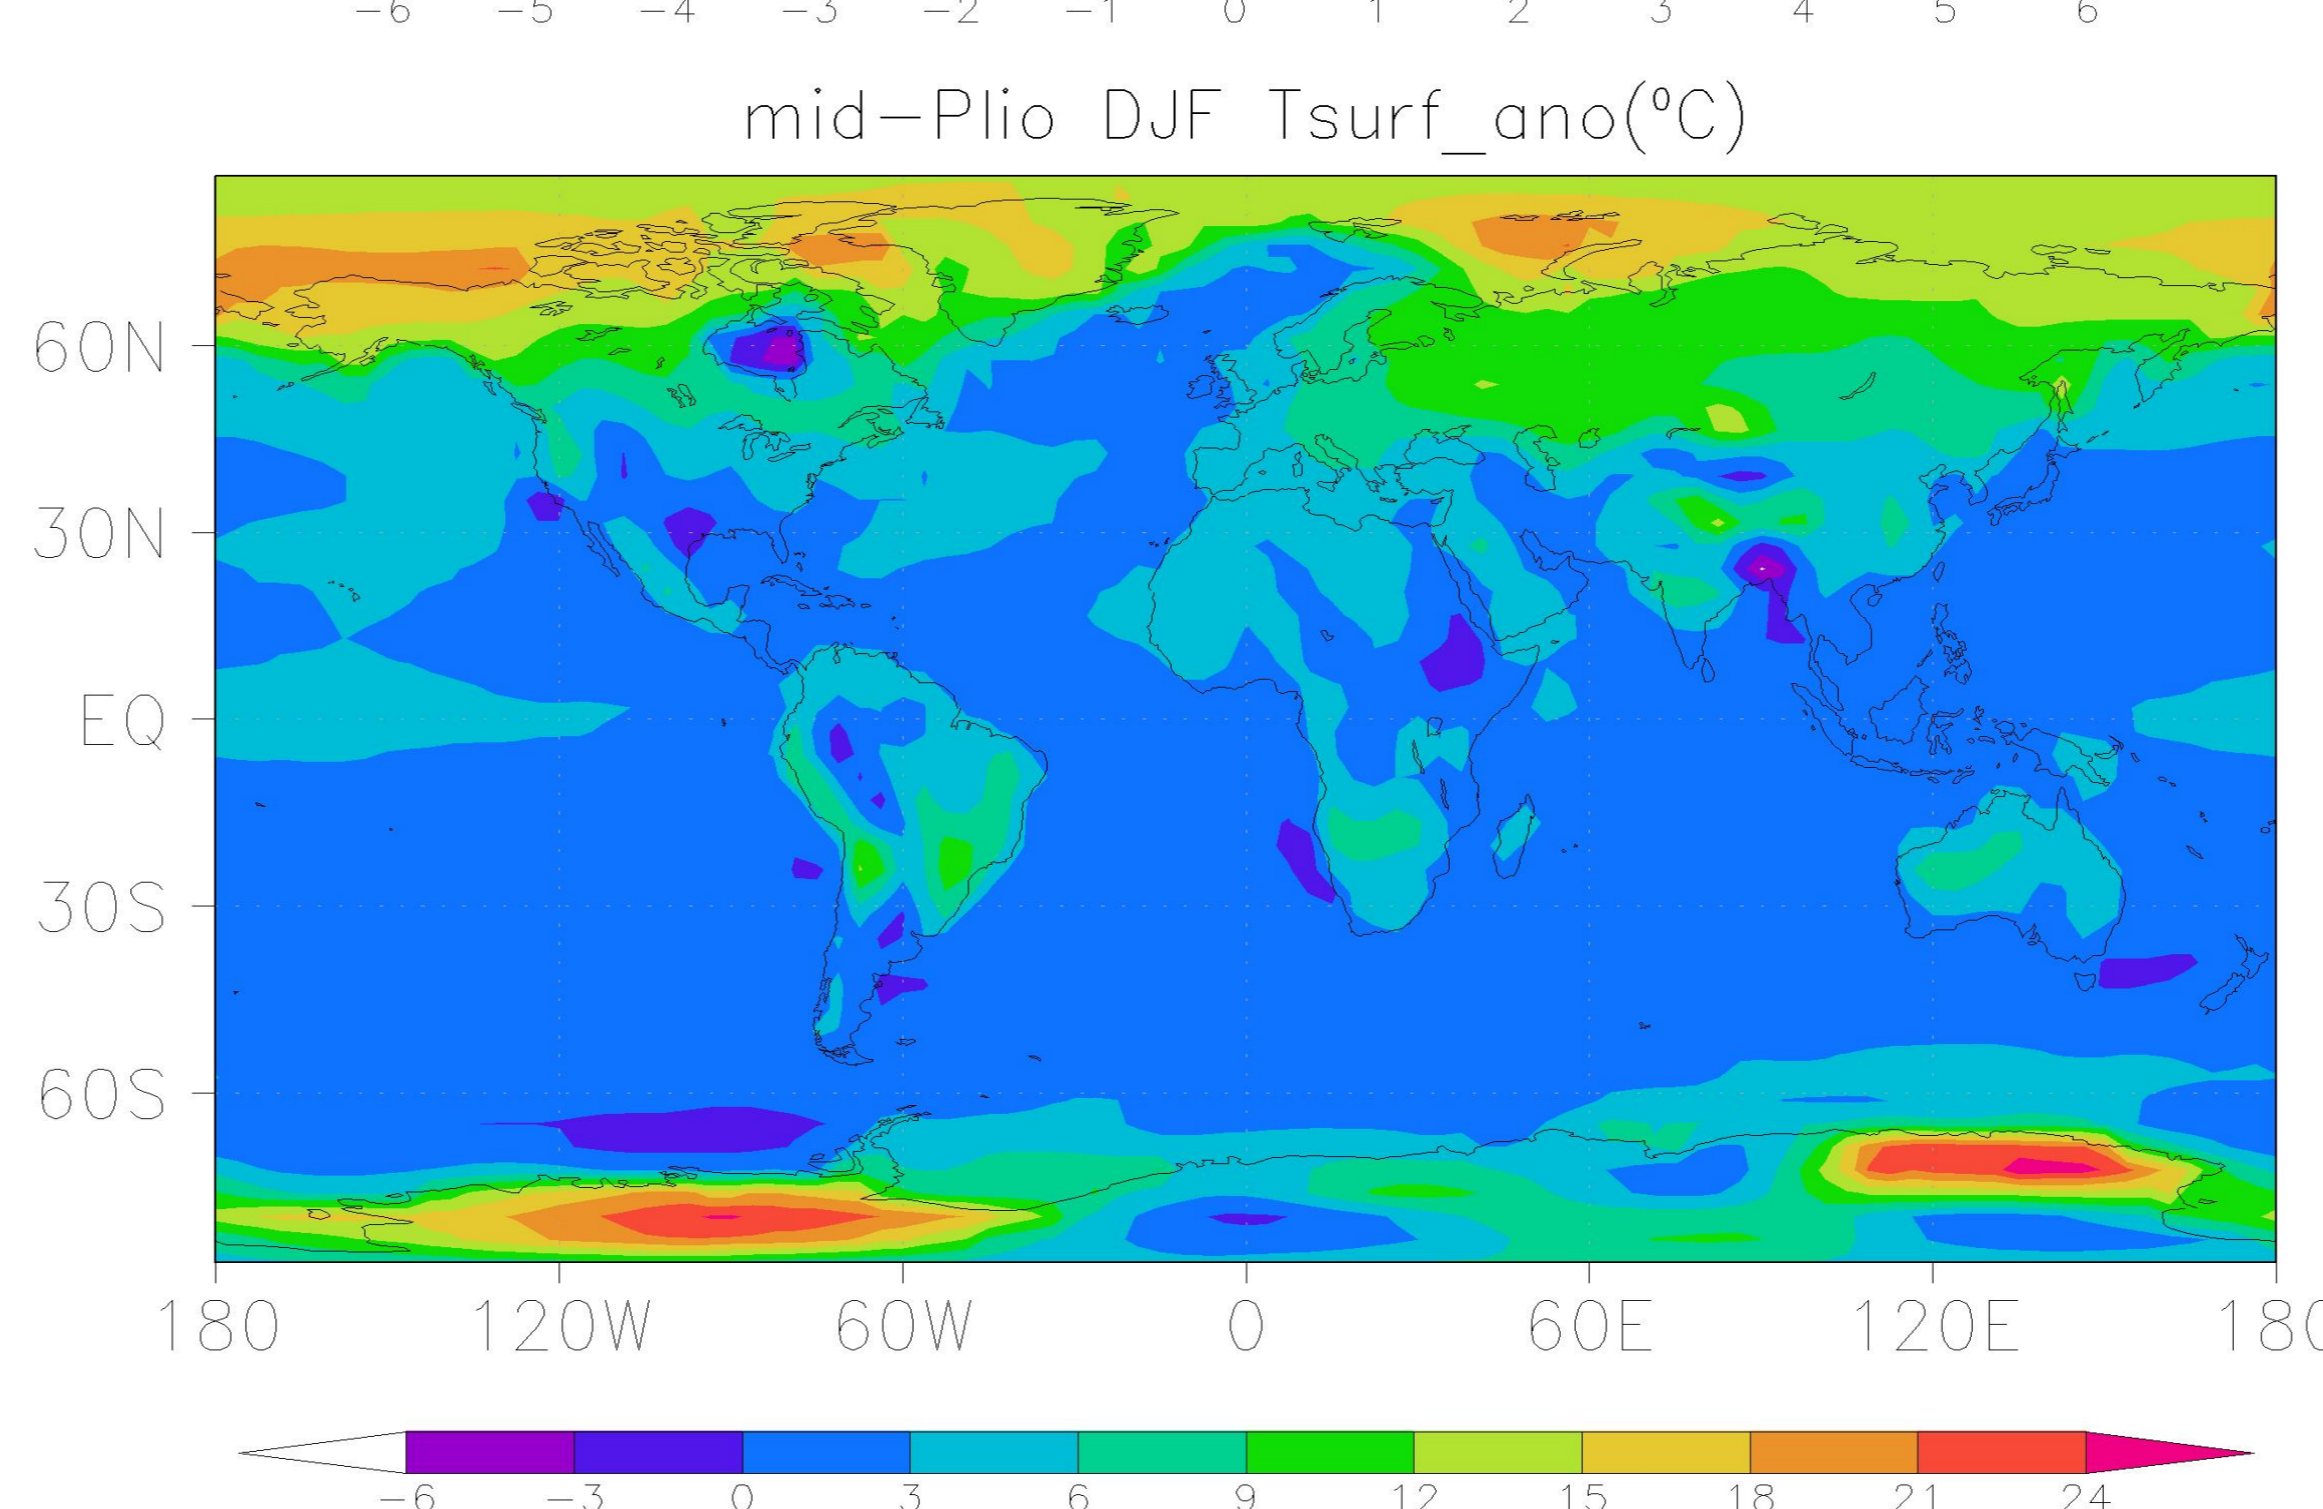 -6 -5 -4 -3 -2 -1 0 1 2 3 4 5 6
mid-Plio DJF Tsurf_ano(ºC)
60N
30N
EQ
30S
60S
180 120W 60W 0 60E 120E 180
-6 -3 0 3 6 9 12 15 18 21 24